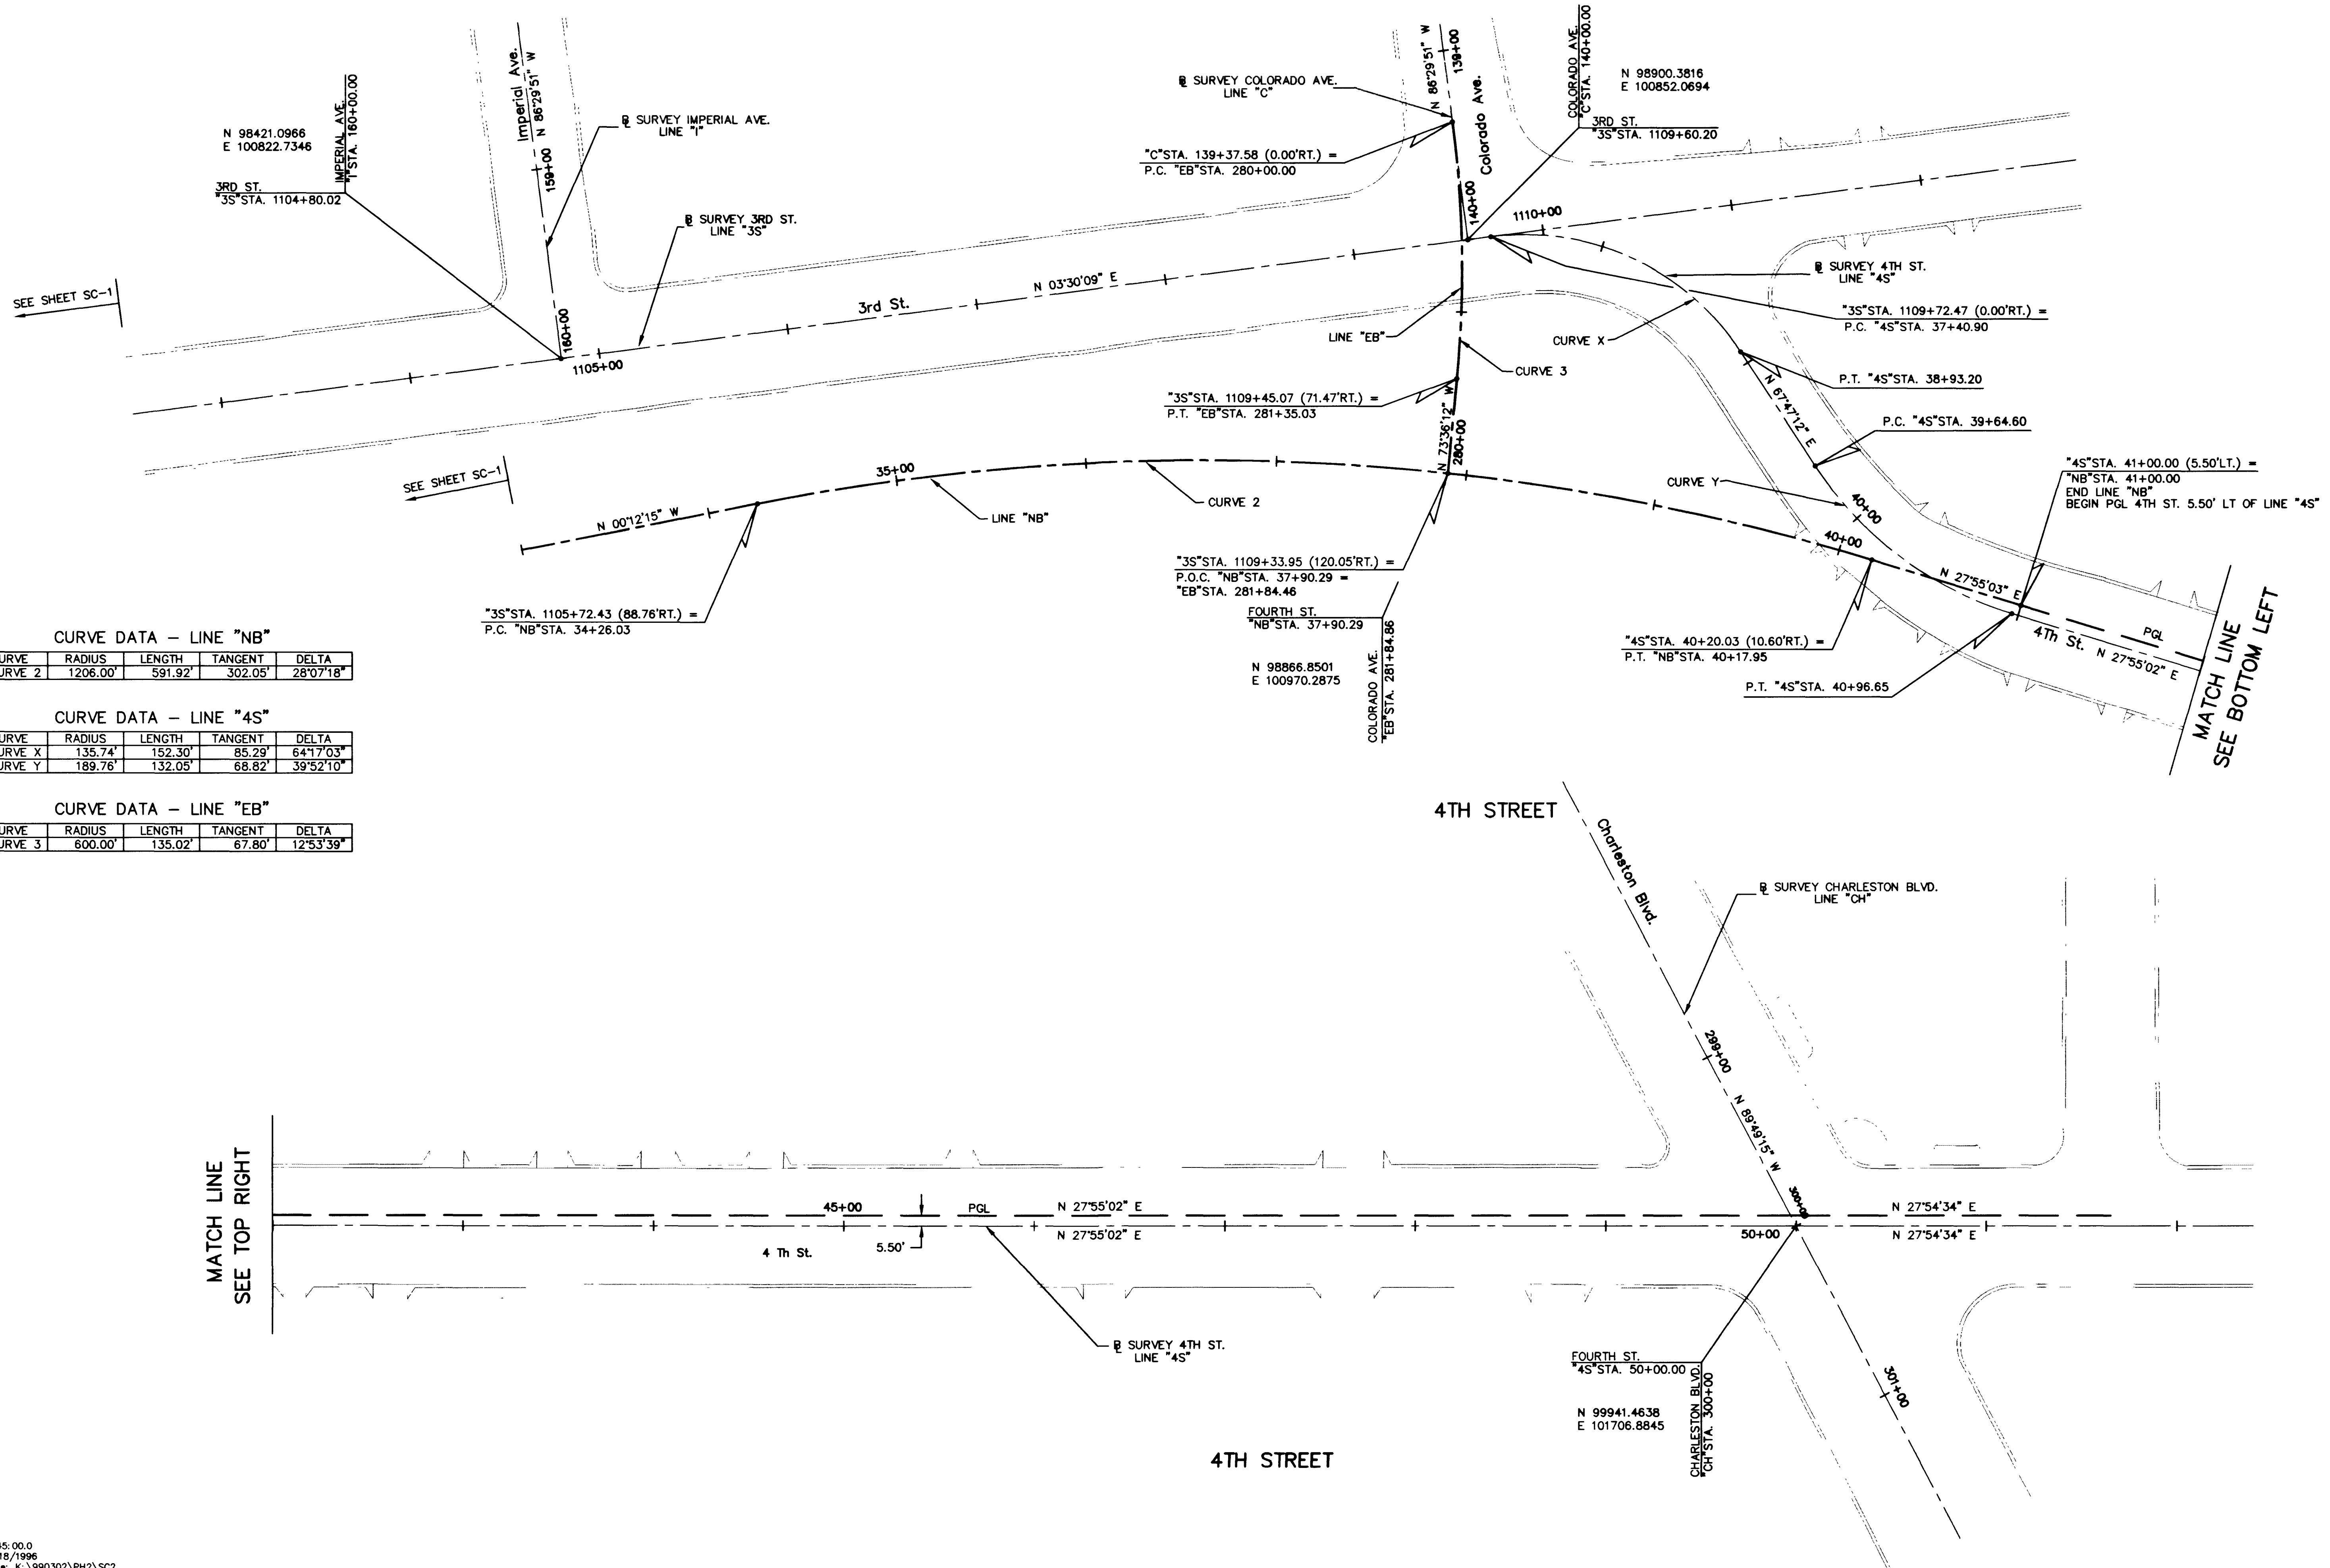 N 98421.0966
E 100822.7346
IMPERIAL AVE.
"I"STA. 160+00.00
3RD ST.
"3S"STA. 1104+80.02
Imperial Ave.
N 86°29'51" W
159+00
160+00
℄ SURVEY IMPERIAL AVE.
LINE "I"
℄ SURVEY 3RD ST.
LINE "3S"
SEE SHEET SC-1
1105+00
3rd St.
N 03°30'09" E
℄ SURVEY COLORADO AVE.
LINE "C"
"C"STA. 139+37.58 (0.00'RT.) =
P.C. "EB"STA. 280+00.00
N 86°29'51" W
139+00
Colorado Ave.
140+00
COLORADO AVE.
"C"STA. 140+00.00
N 98900.3816
E 100852.0694
3RD ST.
"3S"STA. 1109+60.20
1110+00
℄ SURVEY 4TH ST.
LINE "4S"
"3S"STA. 1109+72.47 (0.00'RT.) =
P.C. "4S"STA. 37+40.90
LINE "EB"
CURVE X
CURVE 3
P.T. "4S"STA. 38+93.20
"3S"STA. 1109+45.07 (71.47'RT.) =
P.T. "EB"STA. 281+35.03
N 73°36'12" W
280+00
N 67°47'12" E
P.C. "4S"STA. 39+64.60
"4S"STA. 41+00.00 (5.50'LT.) =
"NB"STA. 41+00.00
END LINE "NB"
BEGIN PGL 4TH ST. 5.50' LT OF LINE "4S"
SEE SHEET SC-1
35+00
N 00°12'15" W
LINE "NB"
CURVE 2
CURVE Y
40+00
40+00
"3S"STA. 1109+33.95 (120.05'RT.) =
P.O.C. "NB"STA. 37+90.29 =
"EB"STA. 281+84.46
FOURTH ST.
"NB"STA. 37+90.29
N 98866.8501
E 100970.2875
COLORADO AVE.
"EB"STA. 281+84.86
"3S"STA. 1105+72.43 (88.76'RT.) =
P.C. "NB"STA. 34+26.03
"4S"STA. 40+20.03 (10.60'RT.) =
P.T. "NB"STA. 40+17.95
N 27°55'03" E
PGL
4Th St.
N 27°55'02" E
P.T. "4S"STA. 40+96.65
MATCH LINE
SEE BOTTOM LEFT
CURVE DATA – LINE "NB"
URVE RADIUS LENGTH TANGENT DELTA
URVE 2 1206.00' 591.92' 302.05' 28°07'18"
CURVE DATA – LINE "4S"
URVE RADIUS LENGTH TANGENT DELTA
URVE X 135.74' 152.30' 85.29' 64°17'03"
URVE Y 189.76' 132.05' 68.82' 39°52'10"
CURVE DATA – LINE "EB"
URVE RADIUS LENGTH TANGENT DELTA
URVE 3 600.00' 135.02' 67.80' 12°53'39"
4TH STREET
Charleston Blvd.
℄ SURVEY CHARLESTON BLVD.
LINE "CH"
299+00
N 89°49'15" W
300+00
MATCH LINE
SEE TOP RIGHT
45+00
PGL
N 27°55'02" E
N 27°54'34" E
4 Th St.
5.50'
N 27°55'02" E
50+00
N 27°54'34" E
℄ SURVEY 4TH ST.
LINE "4S"
FOURTH ST.
"4S"STA. 50+00.00
N 99941.4638
E 101706.8845
CHARLESTON BLVD.
"CH"STA. 300+00
301+00
4TH STREET
45:00.0
18/1996
e: K:\990302\PH2\SC2